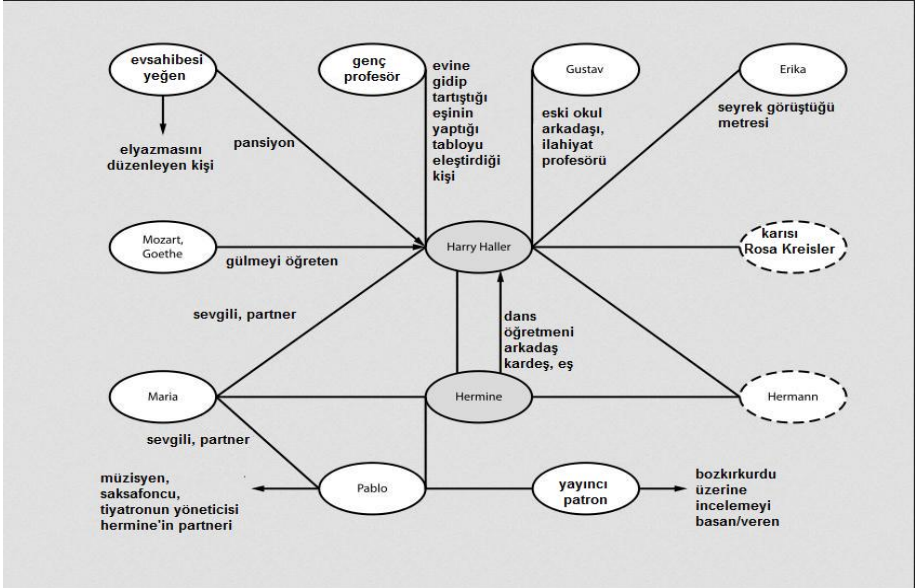 evsahibesi
yeğen
genç
profesör
evine
gidip
tartıştığı
eşinin
yaptığı
tabloyu
eleştirdiği
kişi
Gustav
eski okul
arkadaşı,
ilahiyat
profesörü
Erika
seyrek görüştüğü
metresi
elyazmasını
düzenleyen kişi
pansiyon
Mozart,
Goethe
gülmeyi öğreten
Harry Haller
karısı
Rosa Kreisler
sevgili, partner
dans
öğretmeni
arkadaş
kardeş, eş
Maria
Hermine
Hermann
sevgili, partner
müzisyen,
saksafoncu,
tiyatronun yöneticisi
hermine'in partneri
Pablo
yayıncı
patron
bozkırkurdu
üzerine
incelemeyi
basan/veren